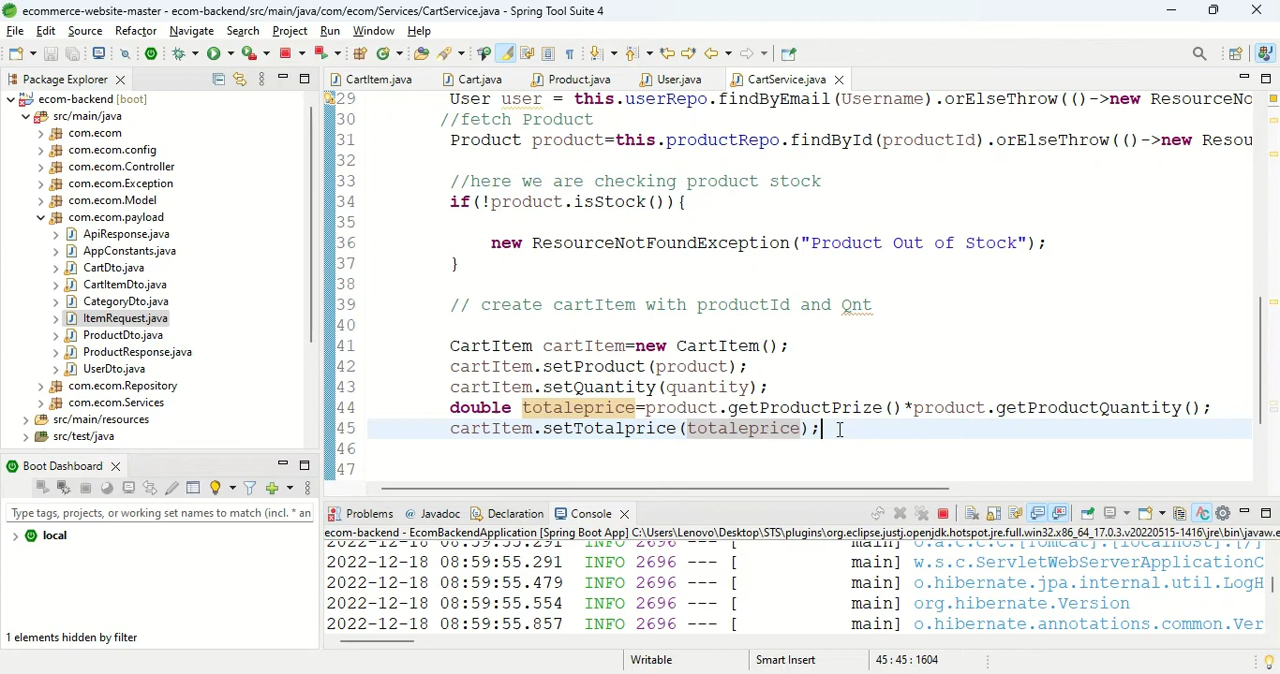 ecommerce-website-master - ecom-backend/src/main/java/com/ecom/Services/CartService.java - Spring Tool Suite 4
File Edit Source Refactor Navigate Search Project Run Window Help
Package Explorer
CartItem.java Cart.java Product.java User.java CartService.java
ecom-backend [boot]
src/main/java
com.ecom
com.ecom.config
com.ecom.Controller
com.ecom.Exception
com.ecom.Model
com.ecom.payload
ApiResponse.java
AppConstants.java
CartDto.java
CartItemDto.java
CategoryDto.java
ItemRequest.java
ProductDto.java
ProductResponse.java
UserDto.java
com.ecom.Repository
com.ecom.Services
src/main/resources
src/test/java
29 User user = this.userRepo.findByEmail(Username).orElseThrow(()->new ResourceNo
30 //fetch Product
31 Product product=this.productRepo.findById(productId).orElseThrow(()->new Resou
32
33 //here we are checking product stock
34 if(!product.isStock()){
35
36 new ResourceNotFoundException("Product Out of Stock");
37 }
38
39 // create cartItem with productId and Qnt
40
41 CartItem cartItem=new CartItem();
42 cartItem.setProduct(product);
43 cartItem.setQuantity(quantity);
44 double totaleprice=product.getProductPrize()*product.getProductQuantity();
45 cartItem.setTotalprice(totaleprice);
46
47
Boot Dashboard
Type tags, projects, or working set names to match (incl. * an
local
1 elements hidden by filter
Problems Javadoc Declaration Console
ecom-backend - EcomBackendApplication [Spring Boot App] C:\Users\Lenovo\Desktop\STS\plugins\org.eclipse.justj.openjdk.hotspot.jre.full.win32.x86_64_17.0.3.v20220515-1416\jre\bin\javaw.e
2022-12-18 08:59:55.291 INFO 2696 --- [ main] o.a.c.c.C.[Tomcat].[localhost].[/]
2022-12-18 08:59:55.291 INFO 2696 --- [ main] w.s.c.ServletWebServerApplicationC
2022-12-18 08:59:55.479 INFO 2696 --- [ main] o.hibernate.jpa.internal.util.LogH
2022-12-18 08:59:55.554 INFO 2696 --- [ main] org.hibernate.Version
2022-12-18 08:59:55.857 INFO 2696 --- [ main] o.hibernate.annotations.common.Ver
Writable Smart Insert 45 : 45 : 1604